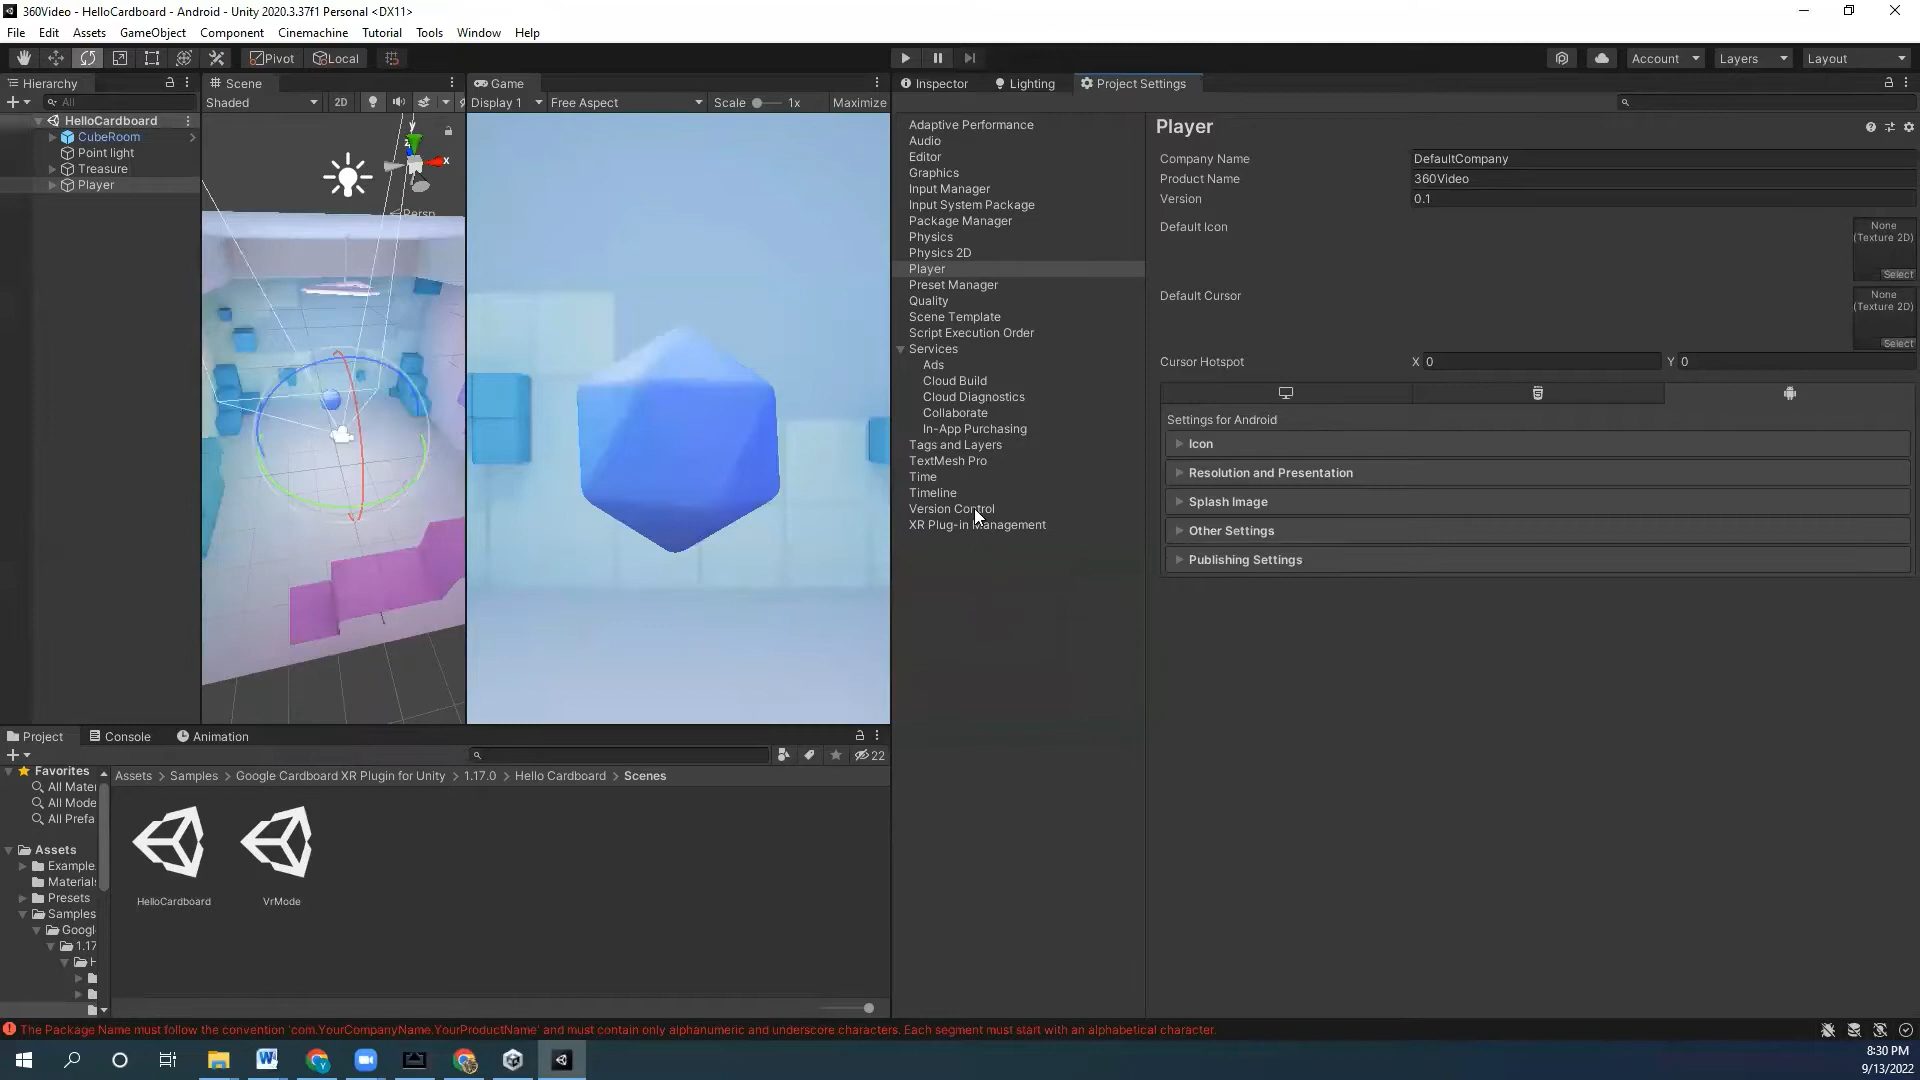 360Video - HelloCardboard - Android - Unity 2020.3.37f1 Personal <DX11>
File Edit Assets GameObject Component Cinemachine Tutorial Tools Window Help
Pivot Local Account Layers Layout
Hierarchy
All
HelloCardboard
CubeRoom
Point light
Treasure
Player
Scene
Shaded 2D
y
x
Persp
Game
Display 1 Free Aspect Scale 1x Maximize
Inspector Lighting Project Settings
Adaptive Performance
Audio
Editor
Graphics
Input Manager
Input System Package
Package Manager
Physics
Physics 2D
Player
Preset Manager
Quality
Scene Template
Script Execution Order
Services
Ads
Cloud Build
Cloud Diagnostics
Collaborate
In-App Purchasing
Tags and Layers
TextMesh Pro
Time
Timeline
Version Control
XR Plug-in Management
Player
Company Name DefaultCompany
Product Name 360Video
Version 0.1
Default Icon
None
(Texture 2D)
Select
Default Cursor
None
(Texture 2D)
Select
Cursor Hotspot X 0 Y 0
Settings for Android
Icon
Resolution and Presentation
Splash Image
Other Settings
Publishing Settings
Project Console Animation
22
Favorites
All Mate
All Mode
All Prefa
Assets
Example
Material
Presets
Samples
Googl
1.17
H
Assets > Samples > Google Cardboard XR Plugin for Unity > 1.17.0 > Hello Cardboard > Scenes
HelloCardboard VrMode
The Package Name must follow the convention 'com.YourCompanyName.YourProductName' and must contain only alphanumeric and underscore characters. Each segment must start with an alphabetical character.
8:30 PM
9/13/2022